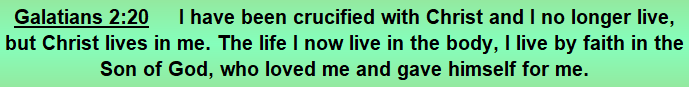 Galatians 2:20 I have been crucified with Christ and I no longer live,
but Christ lives in me. The life I now live in the body, I live by faith in the
Son of God, who loved me and gave himself for me.